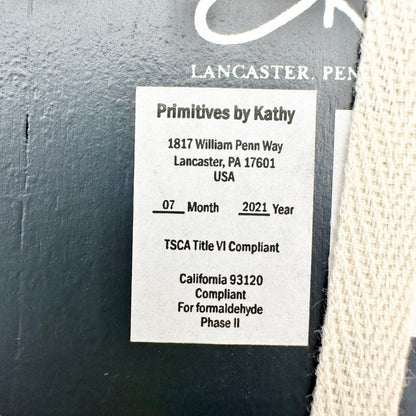 LANCASTER, PEN
Primitives by Kathy
1817 William Penn Way
Lancaster, PA 17601
USA
07 Month 2021 Year
TSCA Title VI Compliant
California 93120
Compliant
For formaldehyde
Phase II